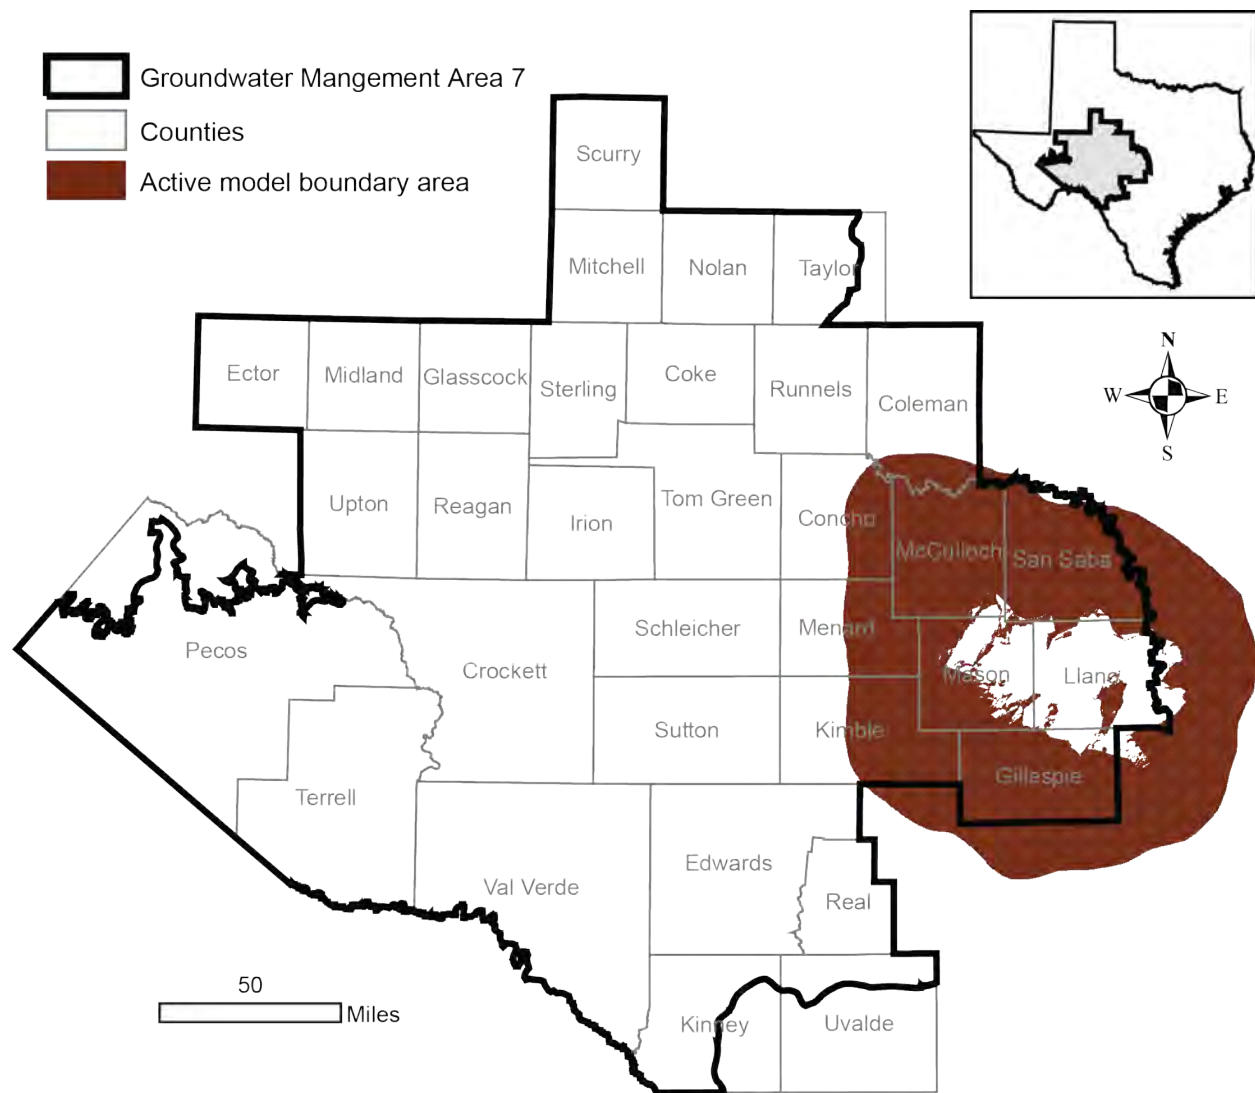 Groundwater Mangement Area 7
Counties
Active model boundary area
Scurry
Mitchell
Nolan
Taylor
Ector
Midland
Glasscock
Sterling
Coke
Runnels
Coleman
N
W
E
S
Upton
Reagan
Irion
Tom Green
Concho
McCulloch
San Saba
Pecos
Crockett
Schleicher
Menard
Mason
Llano
Sutton
Kimble
Gillespie
Terrell
Val Verde
Edwards
Real
50
Miles
Kinney
Uvalde